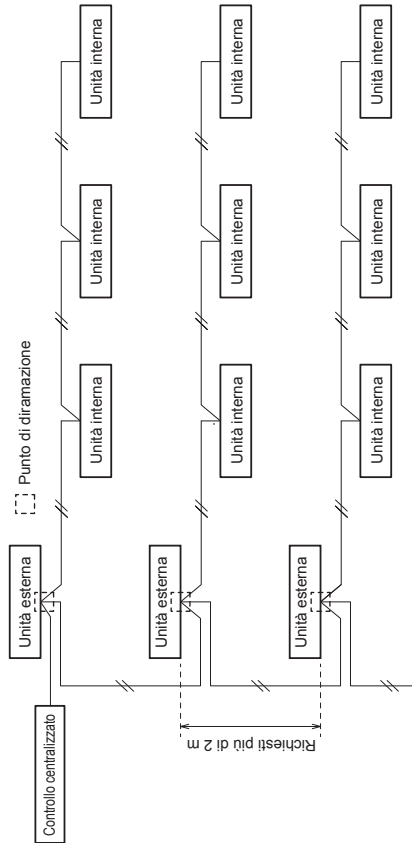 Controllo centralizzato
Unità esterna
Punto di diramazione
Unità interna
Unità interna
Unità interna
Unità esterna
Unità interna
Unità interna
Unità interna
Richiesti più di 2 m
Unità esterna
Unità interna
Unità interna
Unità interna